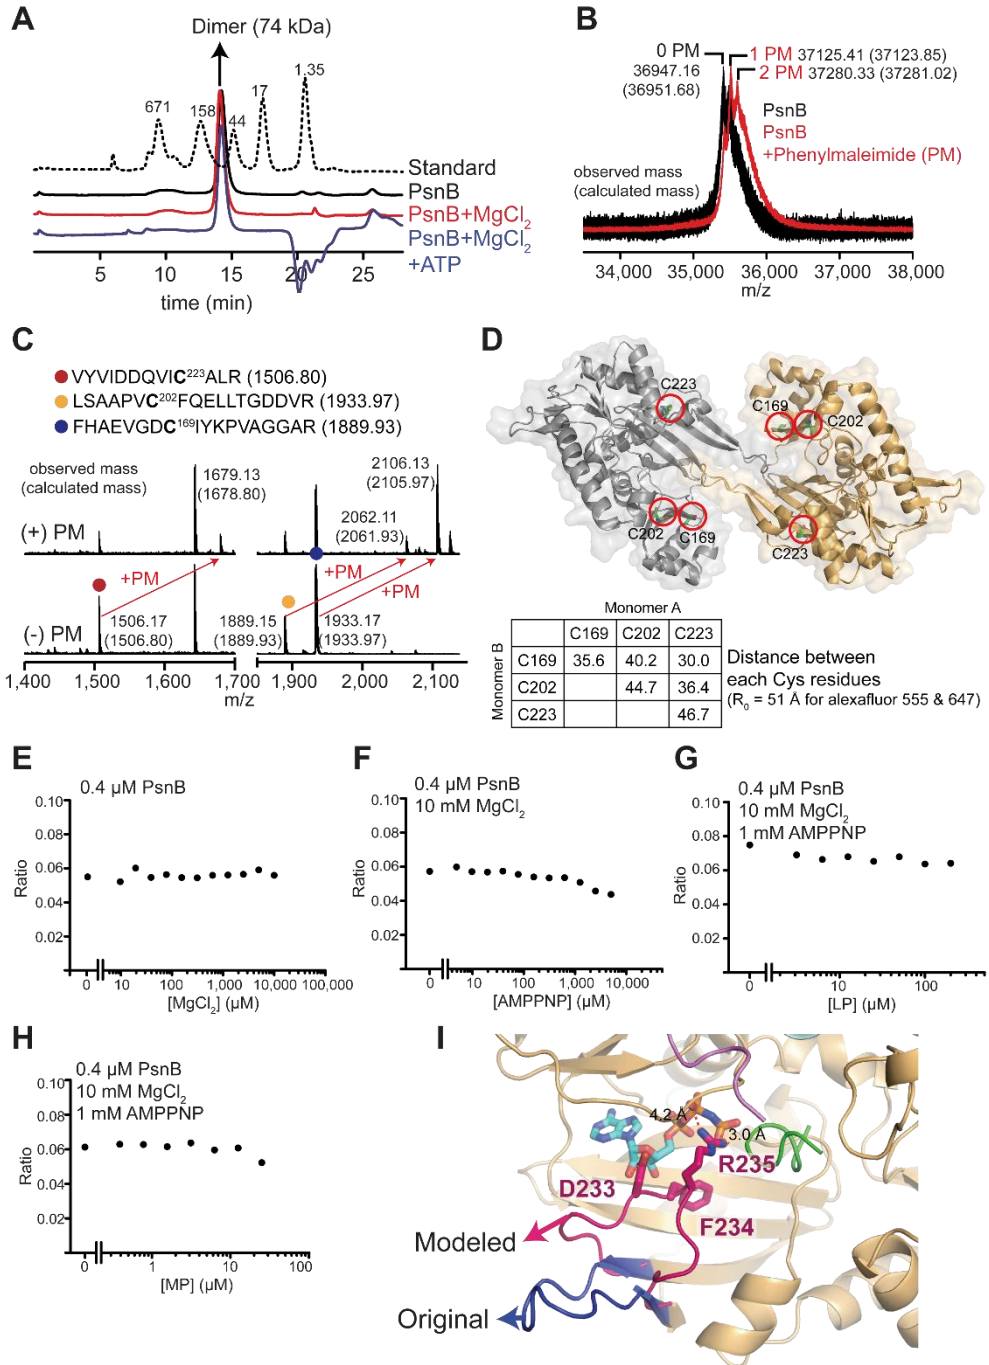 A
Dimer (74 kDa)
671
158
44
17
1.35
Standard
PsnB
PsnB+MgCl2
PsnB+MgCl2
+ATP
5
10
15
20
25
time (min)
B
0 PM
36947.16
(36951.68)
1 PM 37125.41 (37123.85)
2 PM 37280.33 (37281.02)
PsnB
PsnB
+Phenylmaleimide (PM)
observed mass
(calculated mass)
34,000
35,000
36,000
37,000
38,000
m/z
C
VYVIDDQVIC223ALR (1506.80)
LSAAPVC202FQELLTGDDVR (1933.97)
FHAEVGDC169IYKPVAGGAR (1889.93)
observed mass
(calculated mass)
(+) PM
1679.13
(1678.80)
2106.13
(2105.97)
2062.11
(2061.93)
+PM
+PM
+PM
(-) PM
1506.17
(1506.80)
1889.15
(1889.93)
1933.17
(1933.97)
1,400
1,500
1,600
1,700
1,900
2,000
2,100
m/z
D
C223
C169
C202
C202
C169
C223
Monomer A
Monomer B
C169 C202 C223
C169 35.6 40.2 30.0
C202 44.7 36.4
C223 46.7
Distance between
each Cys residues
(R0 = 51 Å for alexafluor 555 & 647)
E
0.4 µM PsnB
0.10
0.08
0.06
0.04
0.02
Ratio
0 10 1,000 100,000
[MgCl2] (µM)
F
0.4 µM PsnB
10 mM MgCl2
0.10
0.08
0.06
0.04
0.02
Ratio
0 10 100 1,000 10,000
[AMPPNP] (µM)
G
0.4 µM PsnB
10 mM MgCl2
1 mM AMPPNP
0.10
0.08
0.06
0.04
0.02
Ratio
0 10 100
[LP] (µM)
H
0.4 µM PsnB
10 mM MgCl2
1 mM AMPPNP
0.10
0.08
0.06
0.04
0.02
Ratio
0 1 10 100
[MP] (µM)
I
4.2 Å
3.0 Å
R235
D233
F234
Modeled
Original